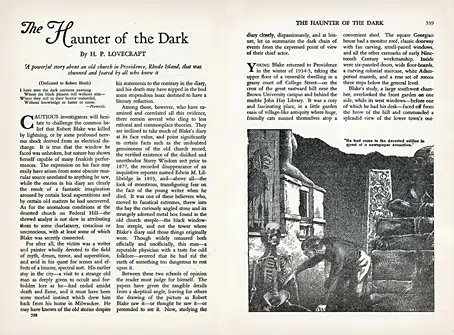 The Haunter of the Dark
By H. P. LOVECRAFT
'A powerful story about an old church in Providence, Rhode Island, that was
shunned and feared by all who knew it
(Dedicated to Robert Bloch)
I have seen the dark universe yawning
Where the black planets roll without aim—
Where they roll in their horror unheeded,
Without knowledge or lustre or name.
—Nemesis.
CAUTIOUS investigators will hesi-
tate to challenge the common be-
lief that Robert Blake was killed
by lightning, or by some profound nerv-
ous shock derived from an electrical dis-
charge. It is true that the window he
faced was unbroken, but nature has shown
herself capable of many freakish perform-
ances. The expression on his face may
easily have arisen from some obscure mus-
cular source unrelated to anything he saw,
while the entries in his diary are clearly
the result of a fantastic imagination
aroused by certain local superstitions and
by certain old matters he had uncovered.
As for the anomalous conditions at the
deserted church on Federal Hill—the
shrewd analyst is not slow in attributing
them to some charlatanry, conscious or
unconscious, with at least some of which
Blake was secretly connected.
For after all, the victim was a writer
and painter wholly devoted to the field
of myth, dream, terror, and superstition,
and avid in his quest for scenes and ef-
fects of a bizarre, spectral sort. His earlier
stay in the city—a visit to a strange old
man as deeply given to occult and for-
bidden lore as he—had ended amidst
death and flame, and it must have been
some morbid instinct which drew him
back from his home in Milwaukee. He
may have known of the old stories despite
538
his statements to the contrary in the diary,
and his death may have nipped in the bud
some stupendous hoax destined to have a
literary reflection.
Among those, however, who have ex-
amined and correlated all this evidence,
there remain several who cling to less
rational and commonplace theories. They
are inclined to take much of Blake's diary
at its face value, and point significantly
to certain facts such as the undoubted
genuineness of the old church record,
the verified existence of the disliked and
unorthodox Starry Wisdom sect prior to
1877, the recorded disappearance of an
inquisitive reporter named Edwin M. Lil-
libridge in 1893, and—above all—the
look of monstrous, transfiguring fear on
the face of the young writer when he
died. It was one of these believers who,
moved to fanatical extremes, threw into
the bay the curiously angled stone and its
strangely adorned metal box found in the
old church steeple—the black window-
less steeple, and not the tower where
Blake's diary said those things originally
were. Though widely censured both
officially and unofficially, this man—a
reputable physician with a taste for odd
folklore—averred that he had rid the
earth of something too dangerous to rest
upon it.
Between these two schools of opinion
the reader must judge for himself. The
papers have given the tangible details
from a skeptical angle, leaving for others
the drawing of the picture as Robert
Blake saw it—or thought he saw it—or
pretended to see it. Now, studying the
THE HAUNTER OF THE DARK
539
diary closely, dispassionately, and at leis-
ure, let us summarize the dark chain of
events from the expressed point of view
of their chief actor.
YOUNG Blake returned to Providence
in the winter of 1934-5, taking the
upper floor of a venerable dwelling in a
grassy court off College Street—on the
crest of the great eastward hill near the
Brown University campus and behind the
marble John Hay Library. It was a cozy
and fascinating place, in a little garden
oasis of village-like antiquity where huge,
friendly cats sunned themselves atop a
convenient shed. The square Georgian
house had a monitor roof, classic doorway
with fan carving, small-paned windows,
and all the other earmarks of early Nine-
teenth Century workmanship. Inside
were six-paneled doors, wide floor-boards,
a curving colonial staircase, white Adam-
period mantels, and a rear set of rooms
three steps below the general level.
Blake's study, a large southwest cham-
ber, overlooked the front garden on one
side, while its west windows—before one
of which he had his desk—faced off from
the brow of the hill and commanded a
splendid view of the lower town's out-